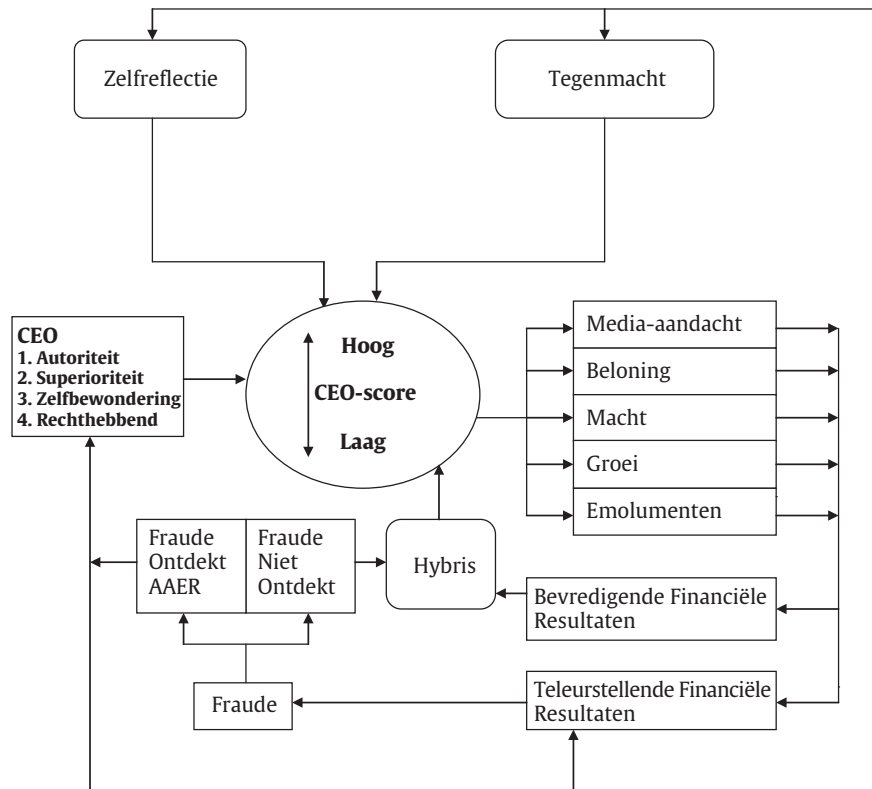 Zelfreflectie
Tegenmacht
CEO
1. Autoriteit
2. Superioriteit
3. Zelfbewondering
4. Rechthebbend
Hoog
CEO-score
Laag
Media-aandacht
Beloning
Macht
Groei
Emolumenten
Fraude
Ontdekt
AAER
Fraude
Niet
Ontdekt
Hybris
Bevredigende Financiële
Resultaten
Fraude
Teleurstellende Financiële
Resultaten